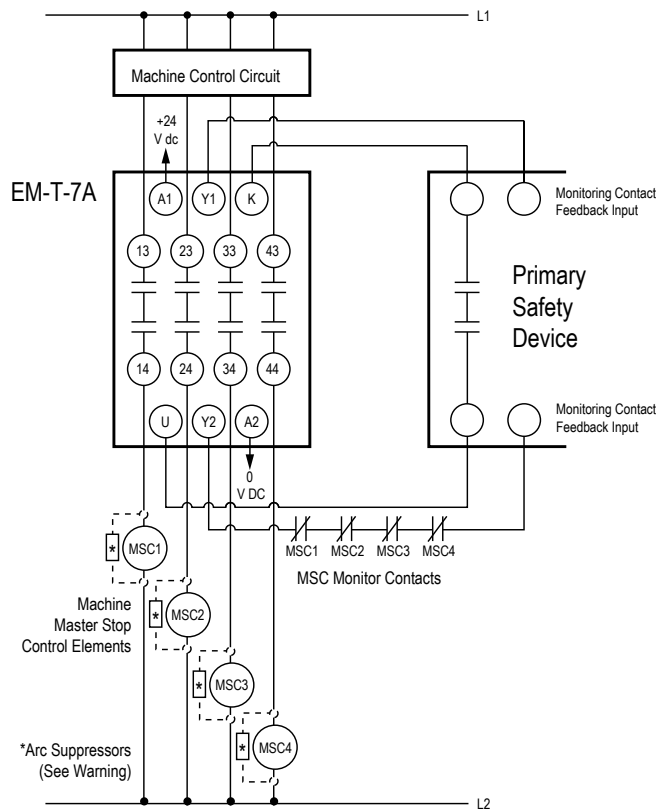 L1
Machine Control Circuit
+24
V dc
EM-T-7A
A1 Y1 K
13 23 33 43
14 24 34 44
U Y2 A2
0
V DC
Monitoring Contact
Feedback Input
Primary
Safety
Device
Monitoring Contact
Feedback Input
MSC1 MSC2 MSC3 MSC4
MSC Monitor Contacts
* MSC1
* MSC2
* MSC3
* MSC4
Machine
Master Stop
Control Elements
*Arc Suppressors
(See Warning)
L2